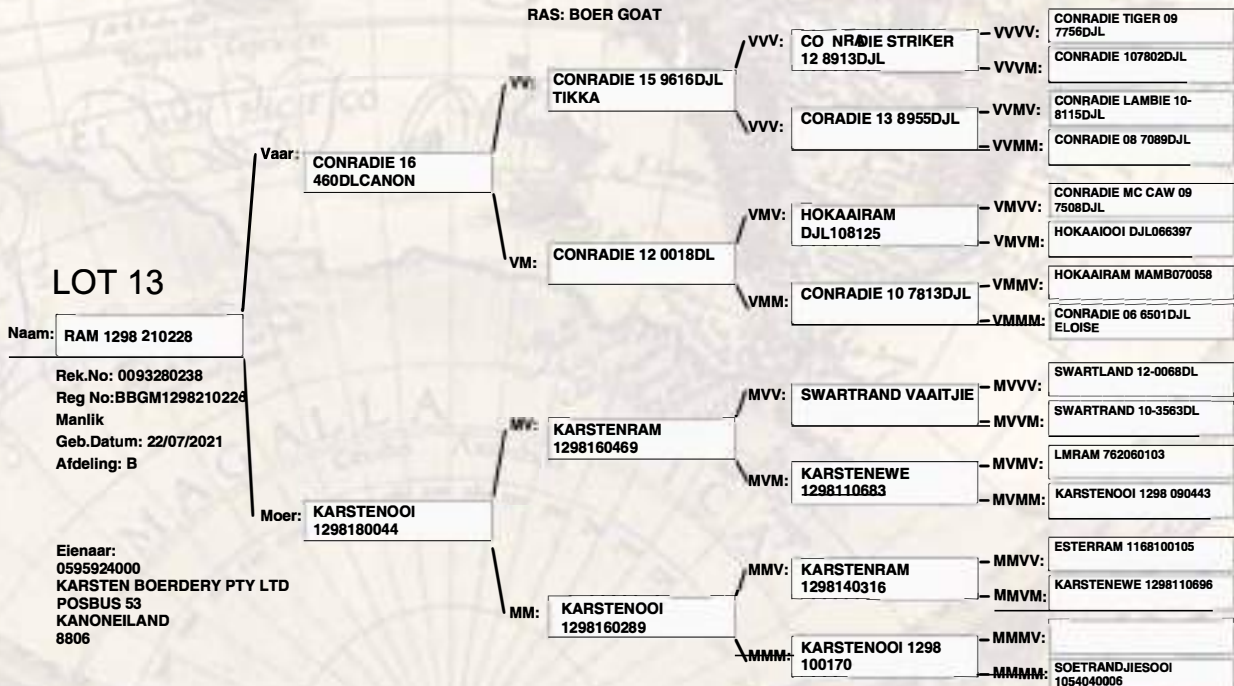 RAS: BOER GOAT
LOT 13
Naam: RAM 1298 210228
Rek.No: 0093280238
Reg No:BBGM1298210228
Manlik
Geb.Datum: 22/07/2021
Afdeling: B
Eienaar:
0595924000
KARSTEN BOERDERY PTY LTD
POSBUS 53
KANONEILAND
8806
Vaar: CONRADIE 16
460DLCANON
Moer: KARSTENOOI
1298180044
VV: CONRADIE 15 9616DJL
TIKKA
VM: CONRADIE 12 0018DL
MV: KARSTENRAM
1298160469
MM: KARSTENOOI
1298160289
VVV: CO NRADIE STRIKER
12 8913DJL
VVV: CORADIE 13 8955DJL
VMV: HOKAAIRAM
DJL108125
VMM: CONRADIE 10 7813DJL
MVV: SWARTRAND VAAITJIE
MVM: KARSTENEWE
1298110683
MMV: KARSTENRAM
1298140316
MMM: KARSTENOOI 1298
100170
VVVV: CONRADIE TIGER 09
7756DJL
VVVM: CONRADIE 107802DJL
VVMV: CONRADIE LAMBIE 10-
8115DJL
VVMM: CONRADIE 08 7089DJL
VMVV: CONRADIE MC CAW 09
7508DJL
VMVM: HOKAAIOOI DJL066397
VMMV: HOKAAIRAM MAMB070058
VMMM: CONRADIE 06 6501DJL
ELOISE
MVVV: SWARTLAND 12-0068DL
MVVM: SWARTRAND 10-3563DL
MVMV: LMRAM 762060103
MVMM: KARSTENOOI 1298 090443
MMVV: ESTERRAM 1168100105
MMVM: KARSTENEWE 1298110696
MMMV:
MMMM: SOETRANDJIESOOI
1054040006